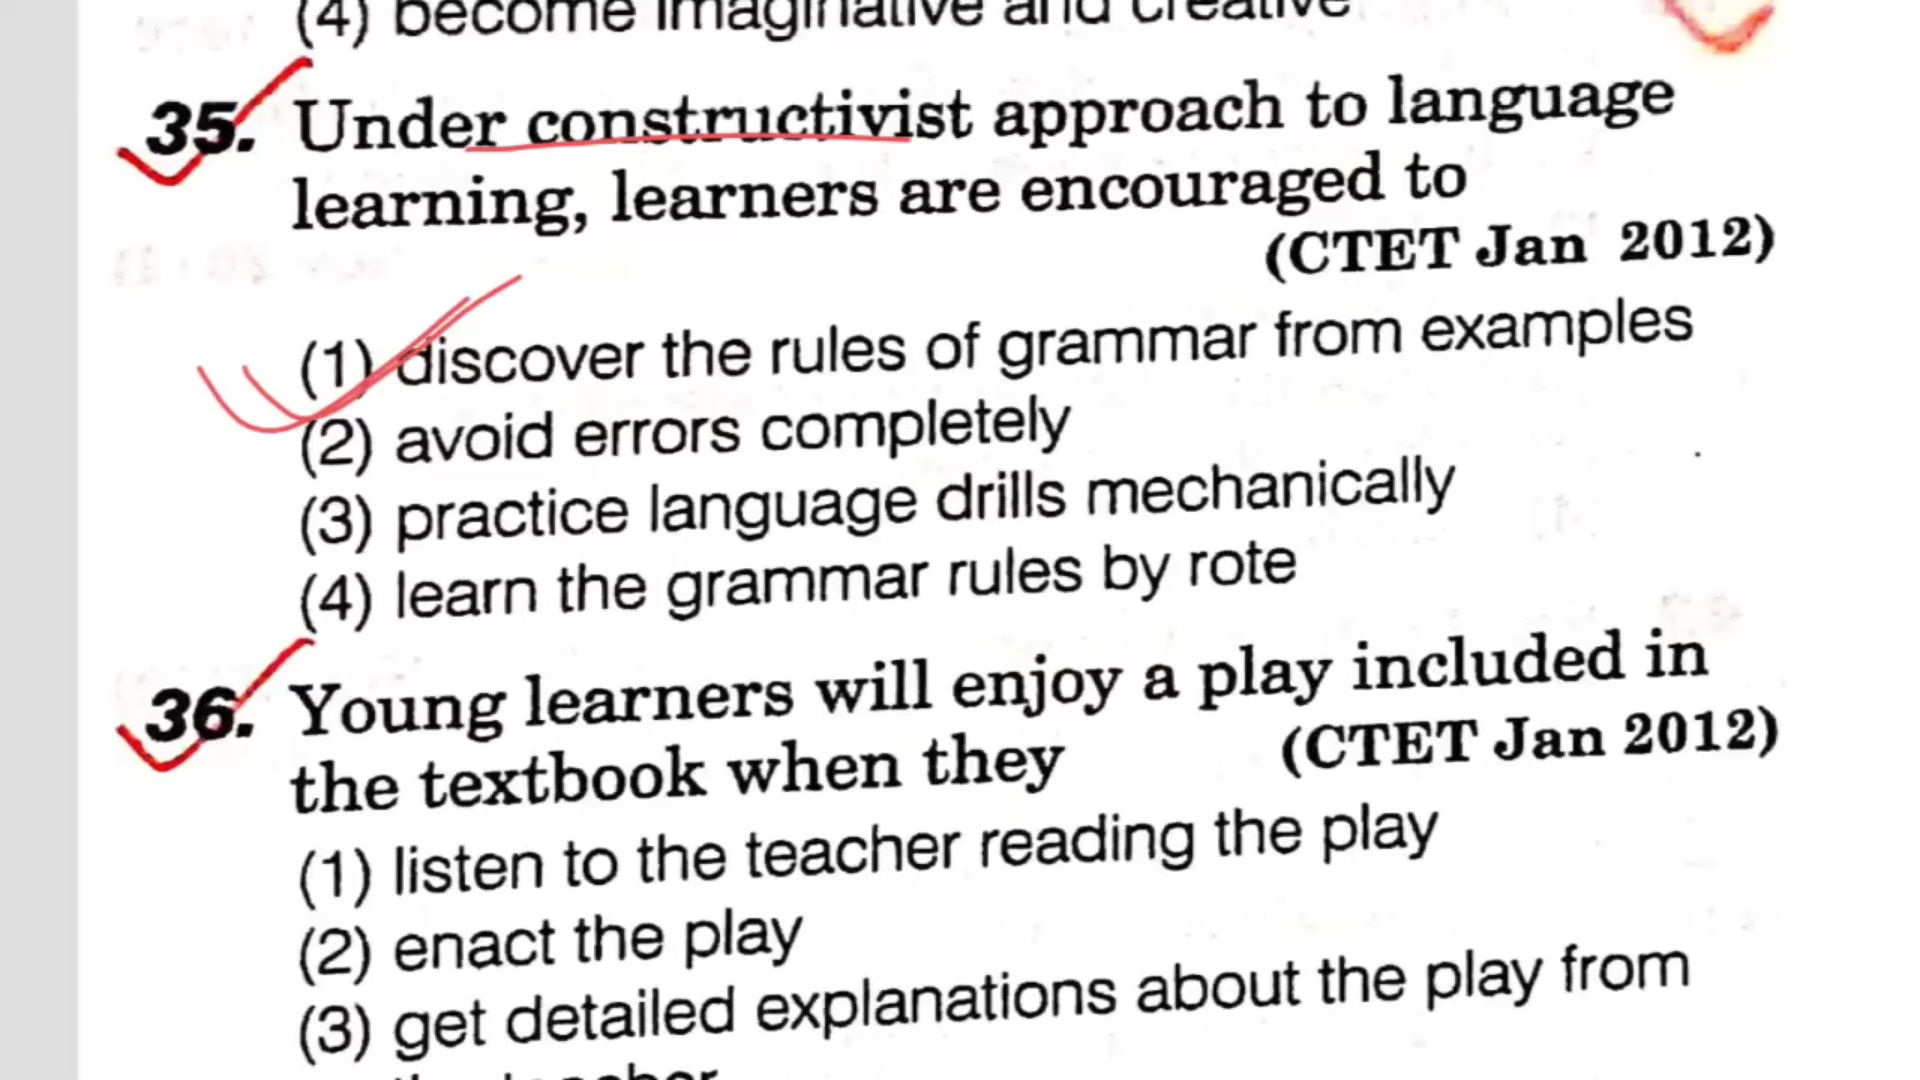 (4) become imaginative and creative
35. Under constructivist approach to language
learning, learners are encouraged to
(CTET Jan 2012)
(1) discover the rules of grammar from examples
(2) avoid errors completely
(3) practice language drills mechanically
(4) learn the grammar rules by rote
36. Young learners will enjoy a play included in
the textbook when they (CTET Jan 2012)
(1) listen to the teacher reading the play
(2) enact the play
(3) get detailed explanations about the play from
the teacher